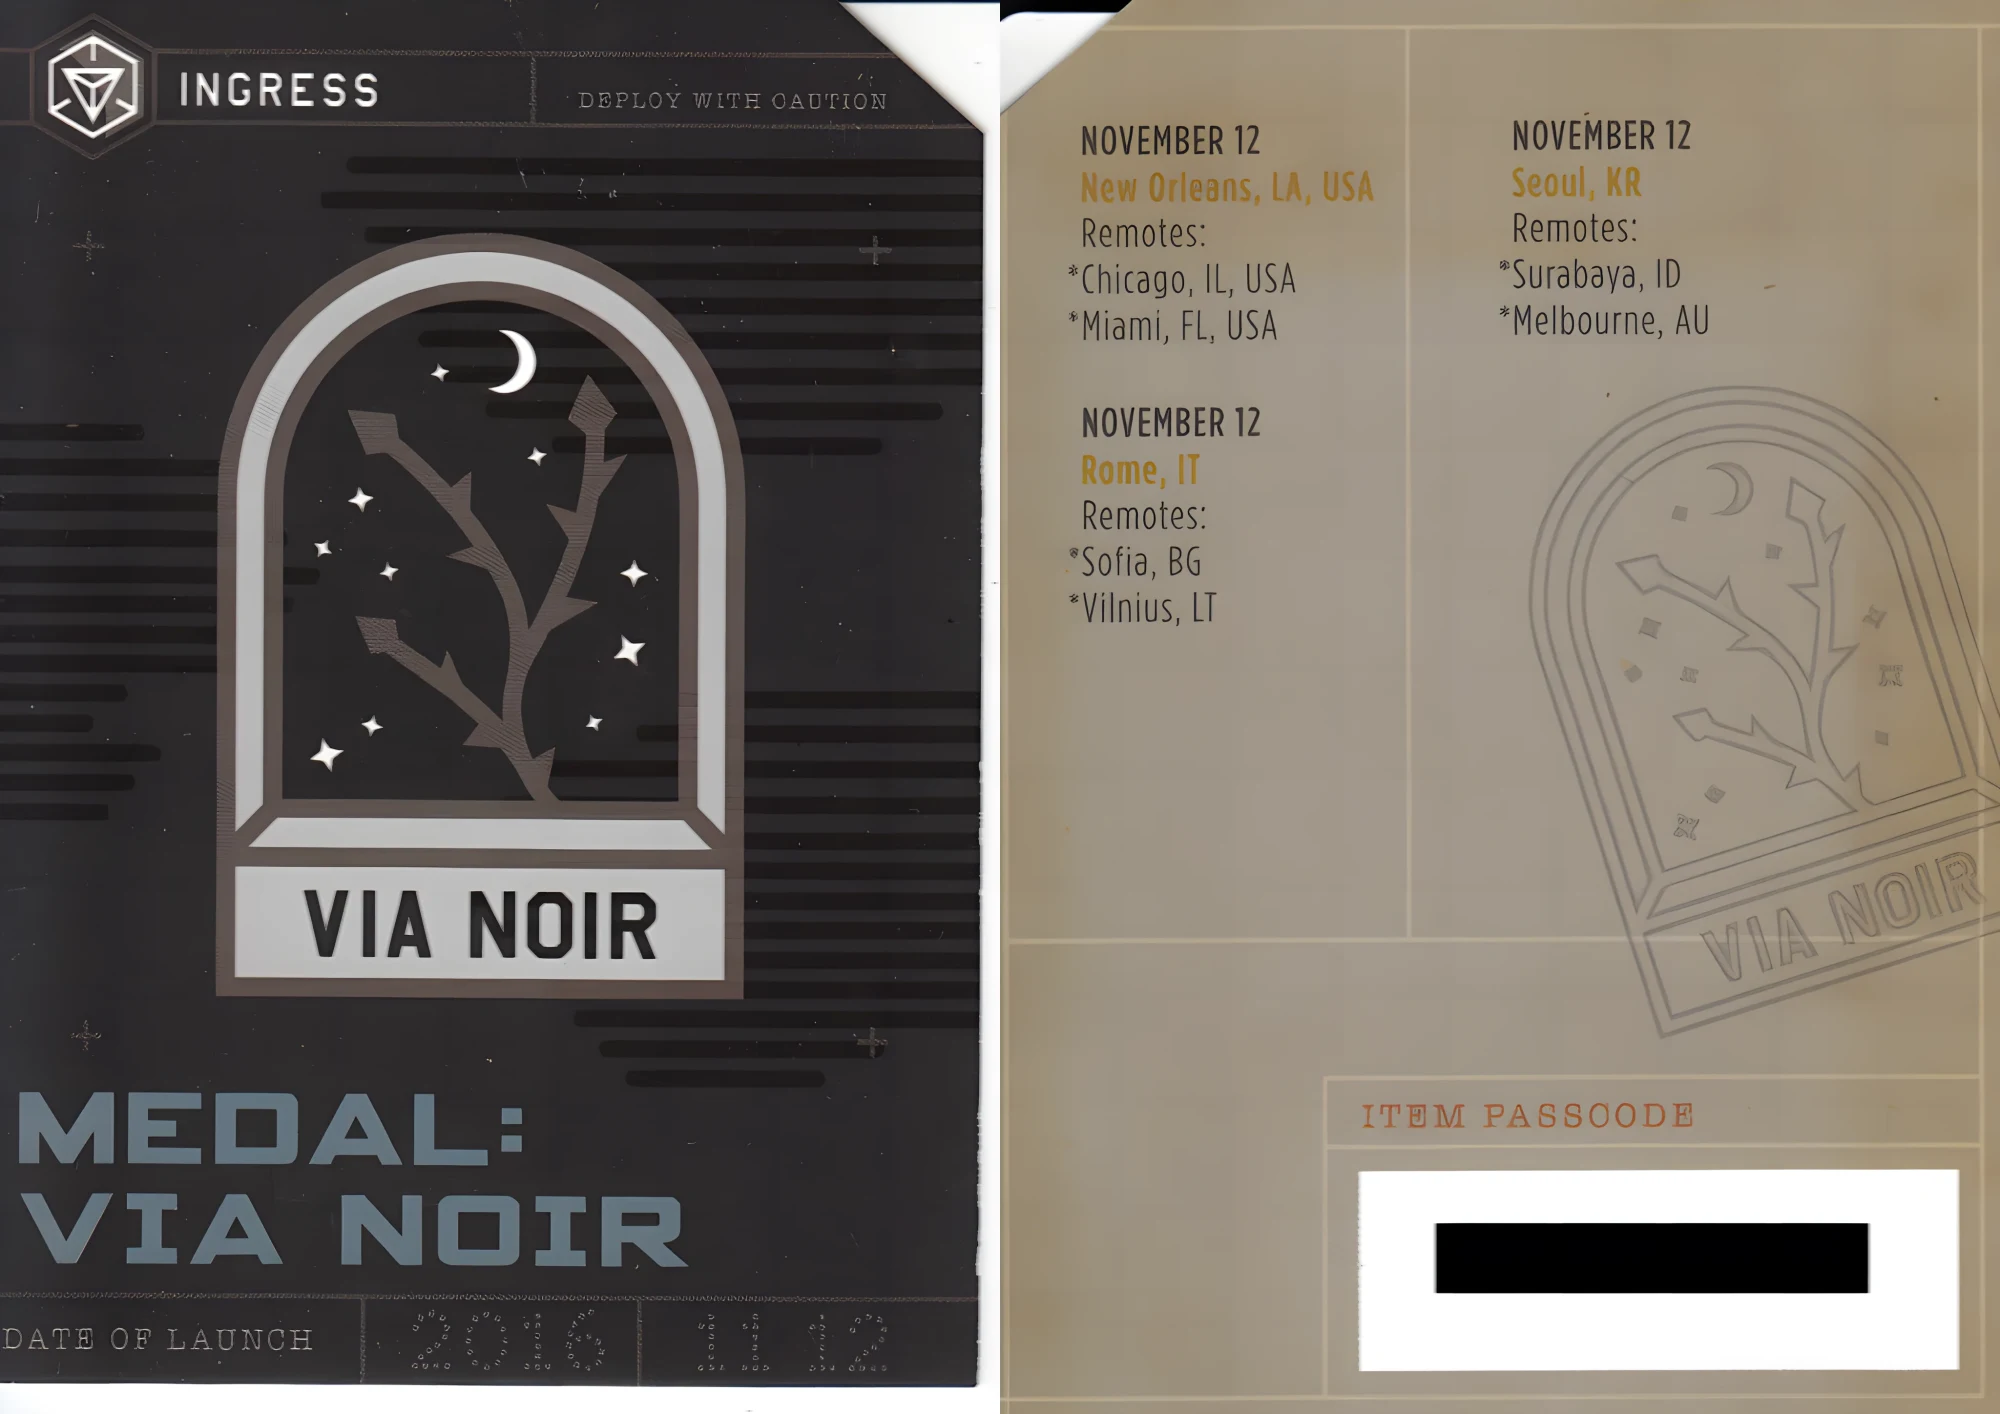 INGRESS
DEPLOY WITH CAUTION
VIA NOIR
MEDAL:
VIA NOIR
DATE OF LAUNCH 2016 11 12
NOVEMBER 12
New Orleans, LA, USA
Remotes:
*Chicago, IL, USA
*Miami, FL, USA
NOVEMBER 12
Rome, IT
Remotes:
*Sofia, BG
*Vilnius, LT
NOVEMBER 12
Seoul, KR
Remotes:
*Surabaya, ID
*Melbourne, AU
VIA NOIR
ITEM PASSCODE